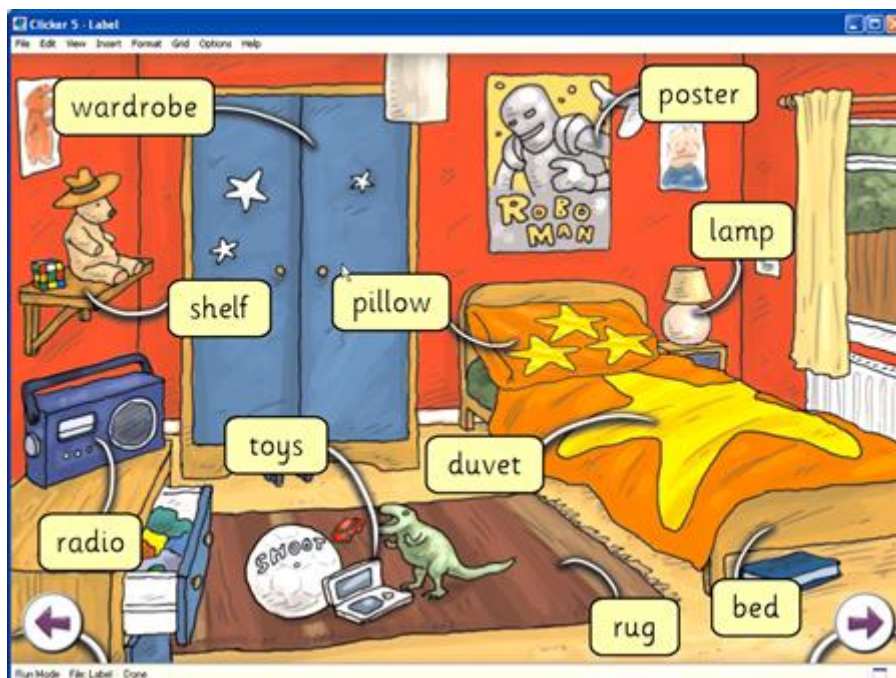 Clicker 5 - Label
File Edit View Insert Format Grid Options Help
wardrobe
poster
ROBO
MAN
lamp
shelf
pillow
toys
duvet
radio
SHOOT
rug
bed
Run Mode File: Label Done